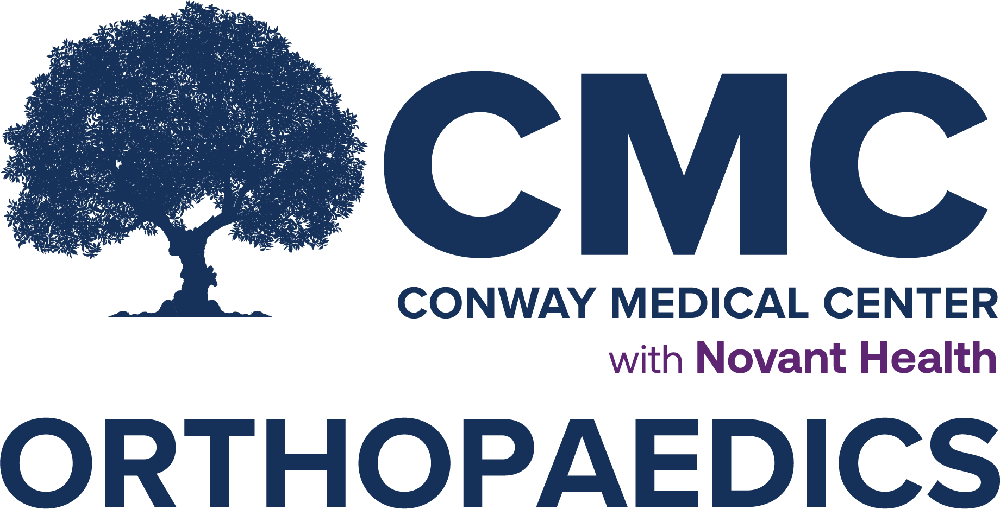 CMC
CONWAY MEDICAL CENTER
with Novant Health
ORTHOPAEDICS